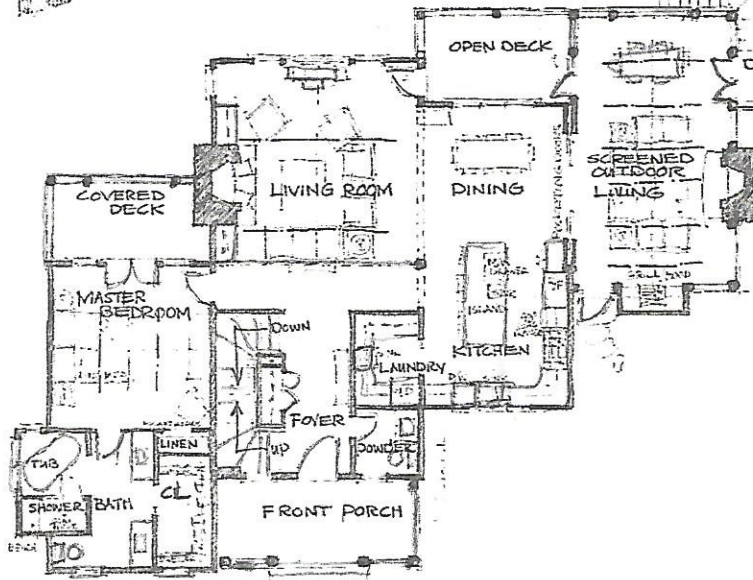 OPEN DECK
SCREENED
OUTDOOR
LIVING
LIVING ROOM
DINING
COVERED
DECK
MASTER
BEDROOM
DOWN
ISLAND
KITCHEN
LAUNDRY
FOYER
UP
POWDER
LINEN
TUB
CL
SHOWER
BATH
FRONT PORCH